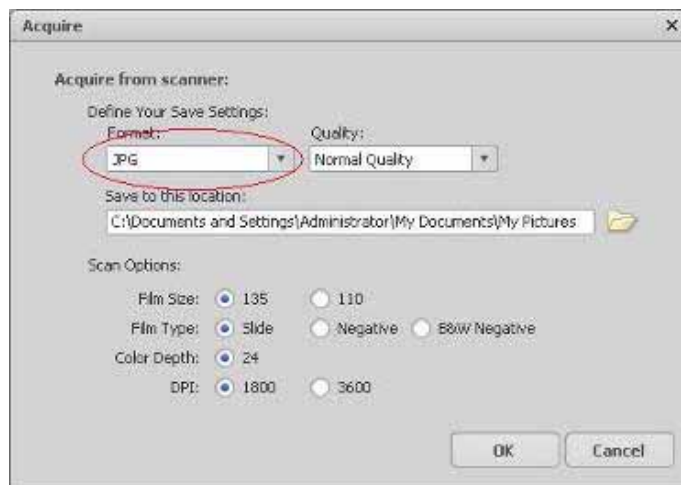 Acquire
Acquire from scanner:
Define Your Save Settings:
Format: Quality:
JPG Normal Quality
Save to this location:
C:\Documents and Settings\Administrator\My Documents\My Pictures
Scan Options:
Film Size: 135 110
Film Type: Slide Negative B&W Negative
Color Depth: 24
DPI: 1800 3600
OK Cancel